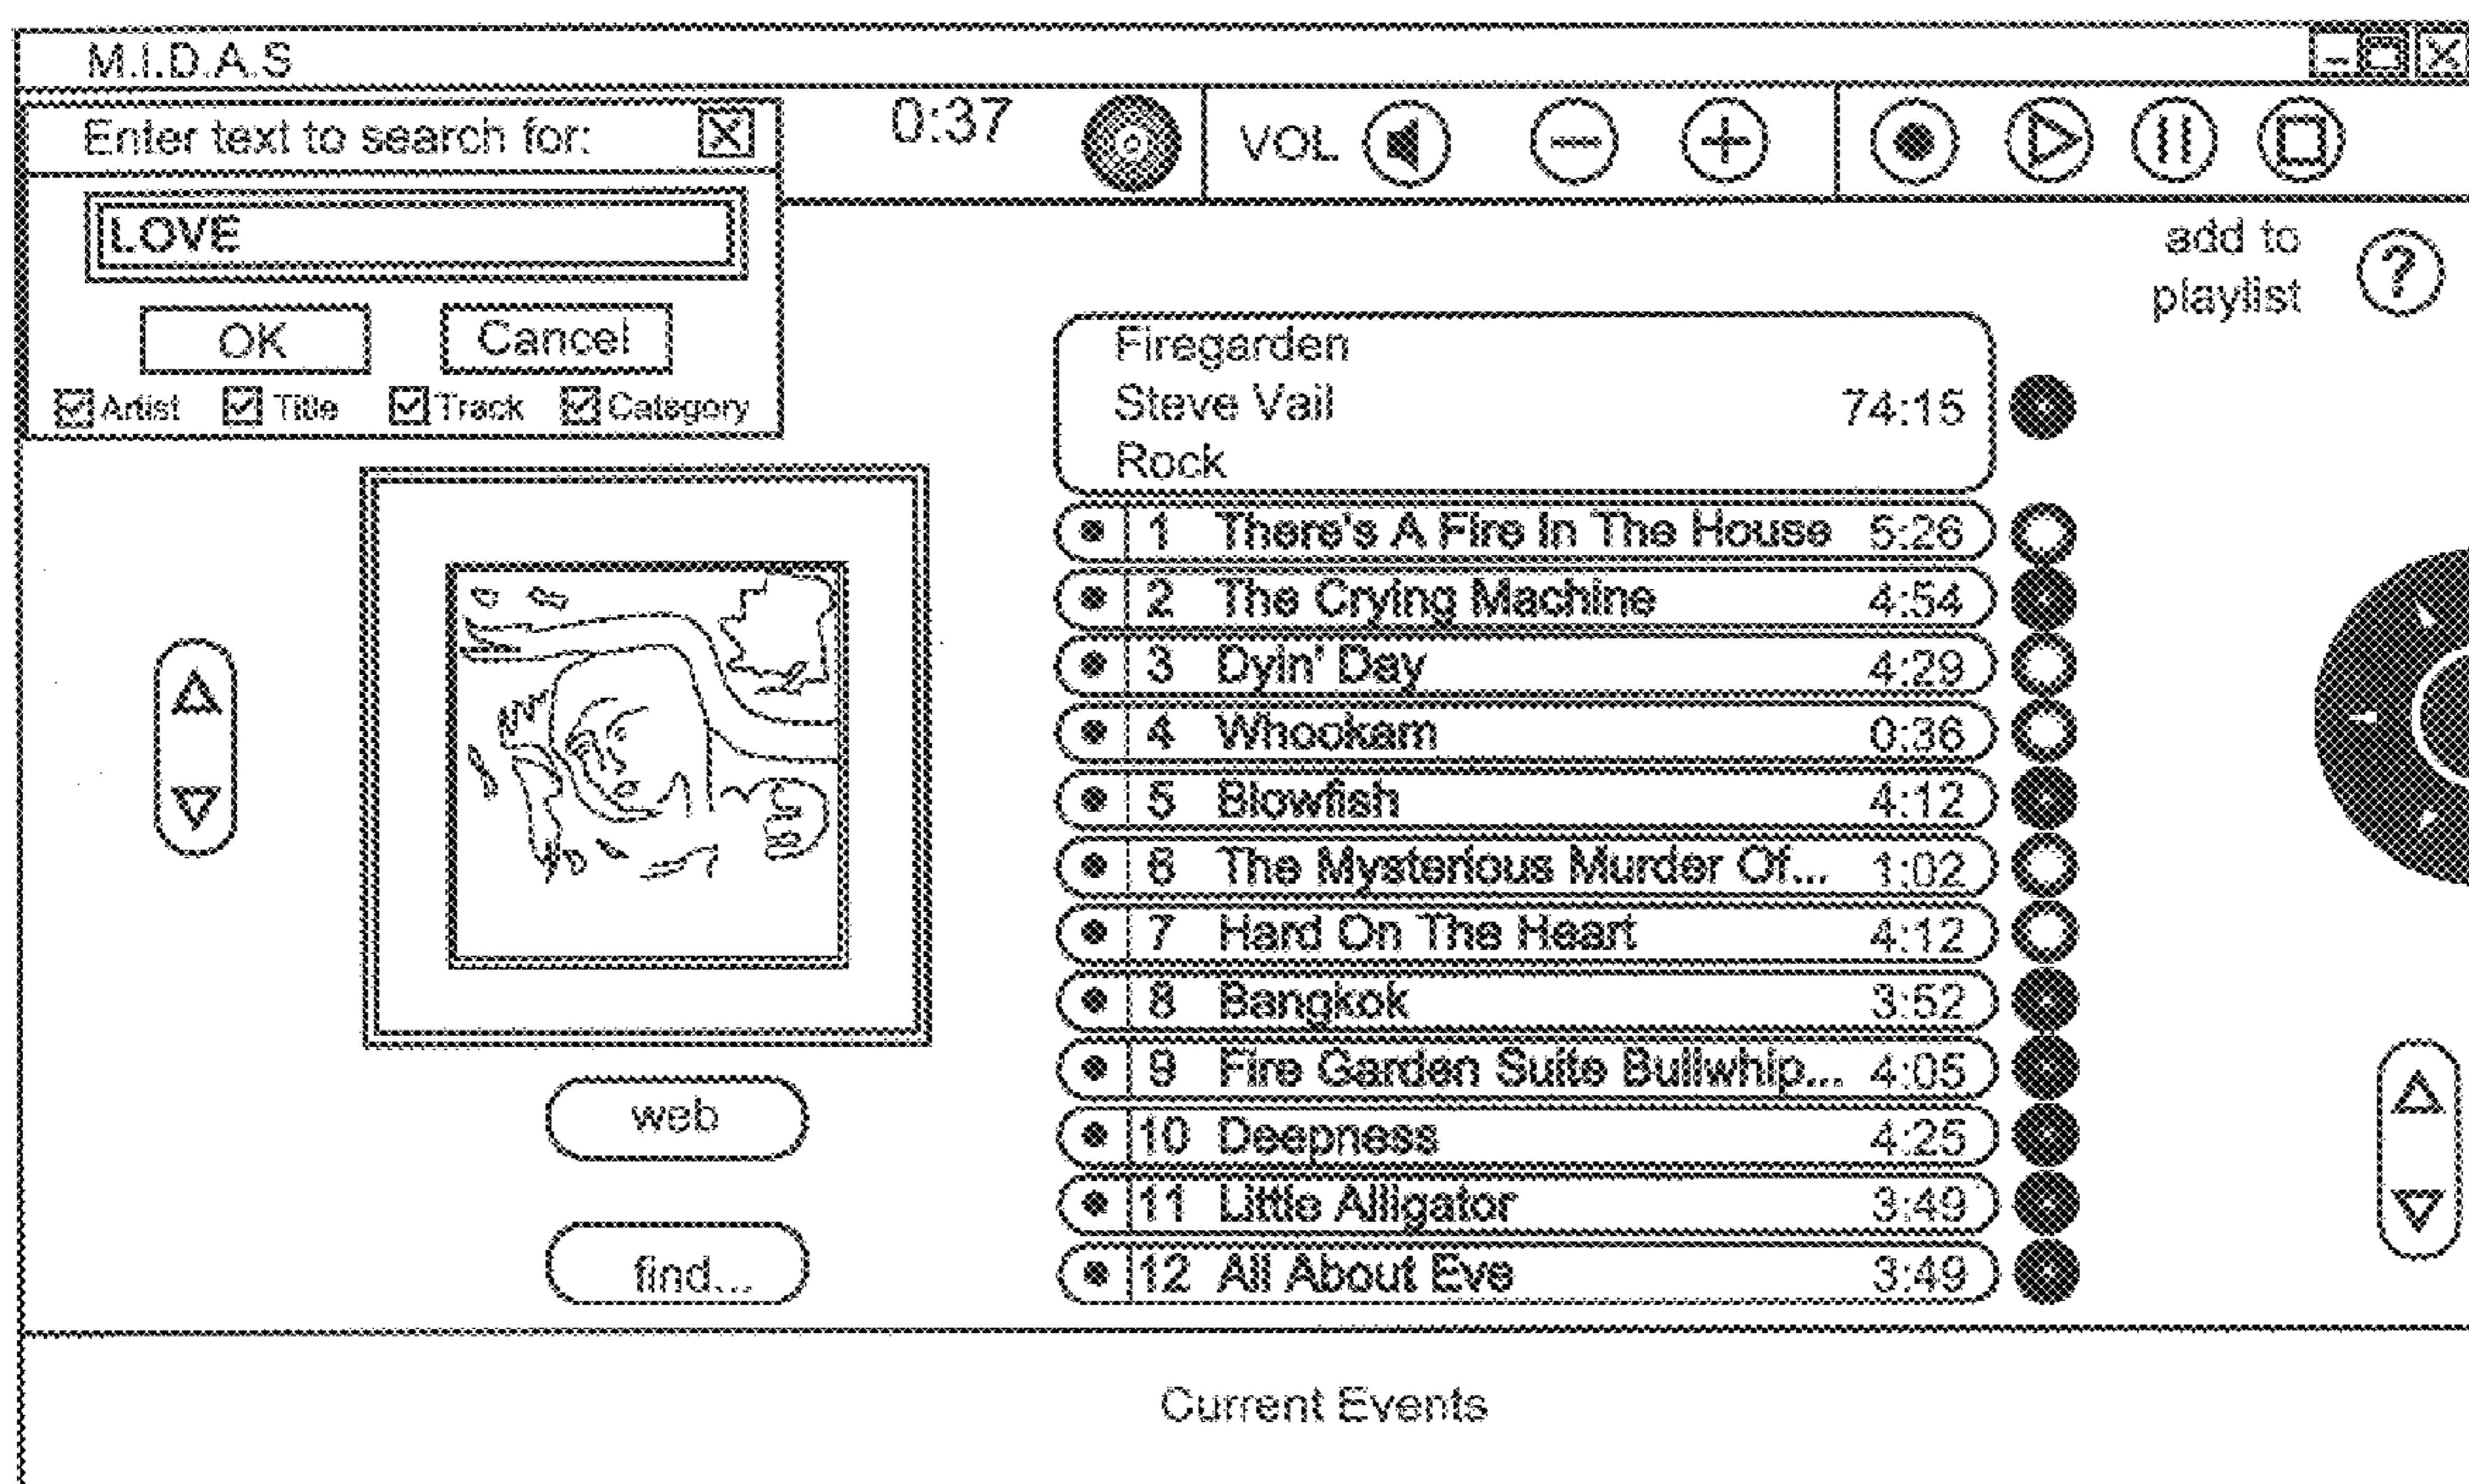 M.I.D.A.S
Enter text to search for:
0:37
VOL
LOVE
OK Cancel
Artist Title Track Category
add to
playlist
?
Firegarden
Steve Vail 74:15
Rock
1 There's A Fire In The House 5:26
2 The Crying Machine 4:54
3 Dyin' Day 4:29
4 Whookam 0:36
5 Blowfish 4:12
6 The Mysterious Murder Of... 1:02
7 Hard On The Heart 4:12
8 Bangkok 3:52
9 Fire Garden Suite Bullwhip... 4:05
10 Deepness 4:25
11 Little Alligator 3:49
12 All About Eve 3:49
web
find...
Current Events